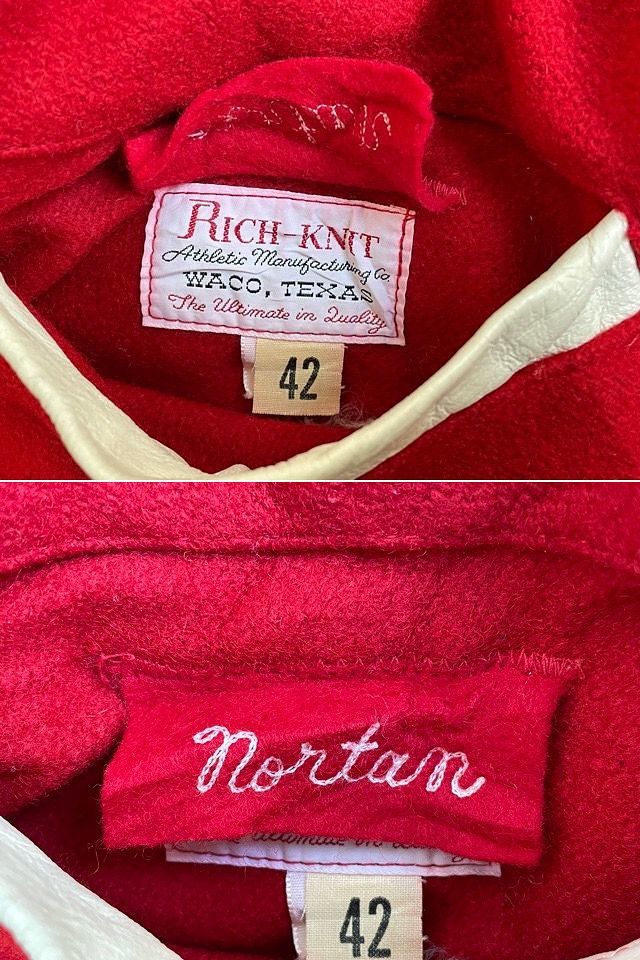 RICH-KNIT
Athletic Manufacturing Co.
WACO, TEXAS
The Ultimate in Quality
42
Nortan
42